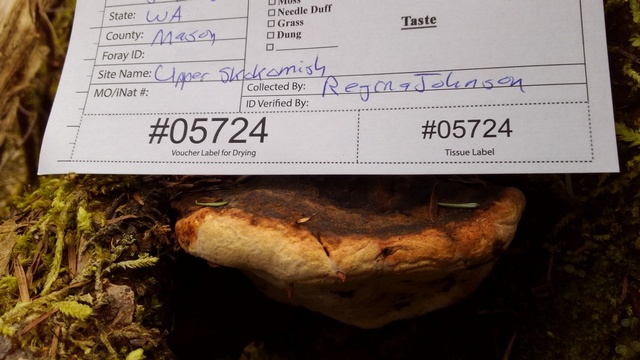 State: WA
County: Mason
Foray ID:
Site Name: Upper Skokomish
MO/iNat #:
Moss
Needle Duff
Grass
Dung
Taste
Collected By: Regina Johnson
ID Verified By:
#05724
Voucher Label for Drying
#05724
Tissue Label